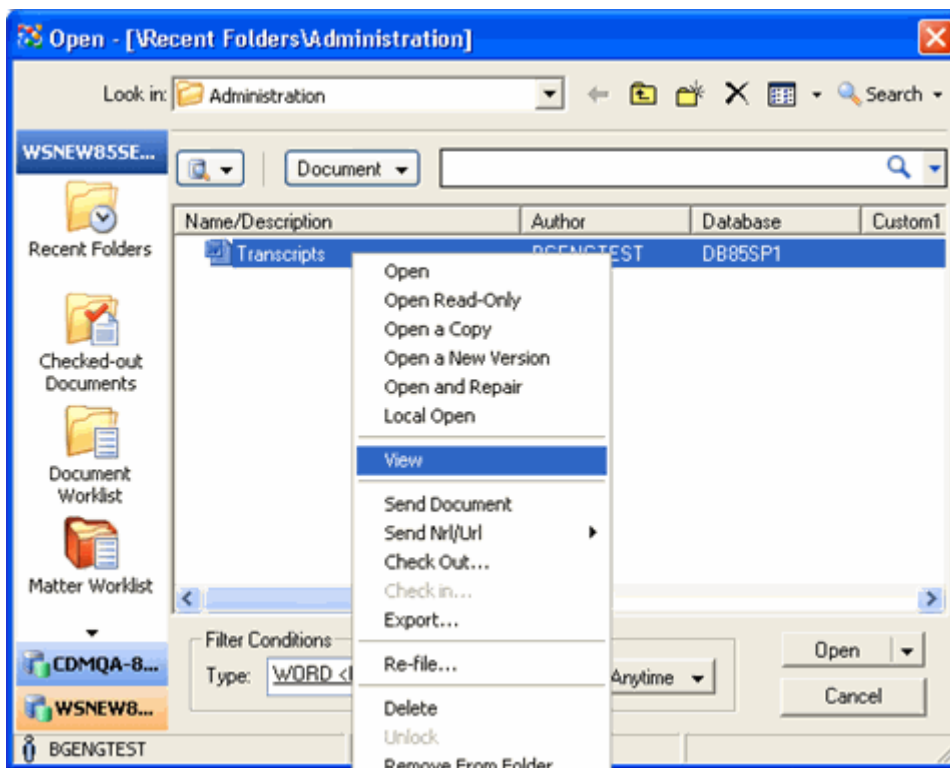 Open - [\Recent Folders\Administration]
Look in: Administration
Search
WSNEW85SE...
Document
Name/Description Author Database Custom1
Transcripts DB85SP1
Recent Folders
Checked-out
Documents
Document
Worklist
Matter Worklist
CDMQA-8...
WSNEW8...
Open
Open Read-Only
Open a Copy
Open a New Version
Open and Repair
Local Open
View
Send Document
Send Nrl/Url
Check Out...
Check in...
Export...
Re-file...
Delete
Unlock
Remove From Folder
Filter Conditions
Type: WORD Anytime
Open
Cancel
BGENGTEST